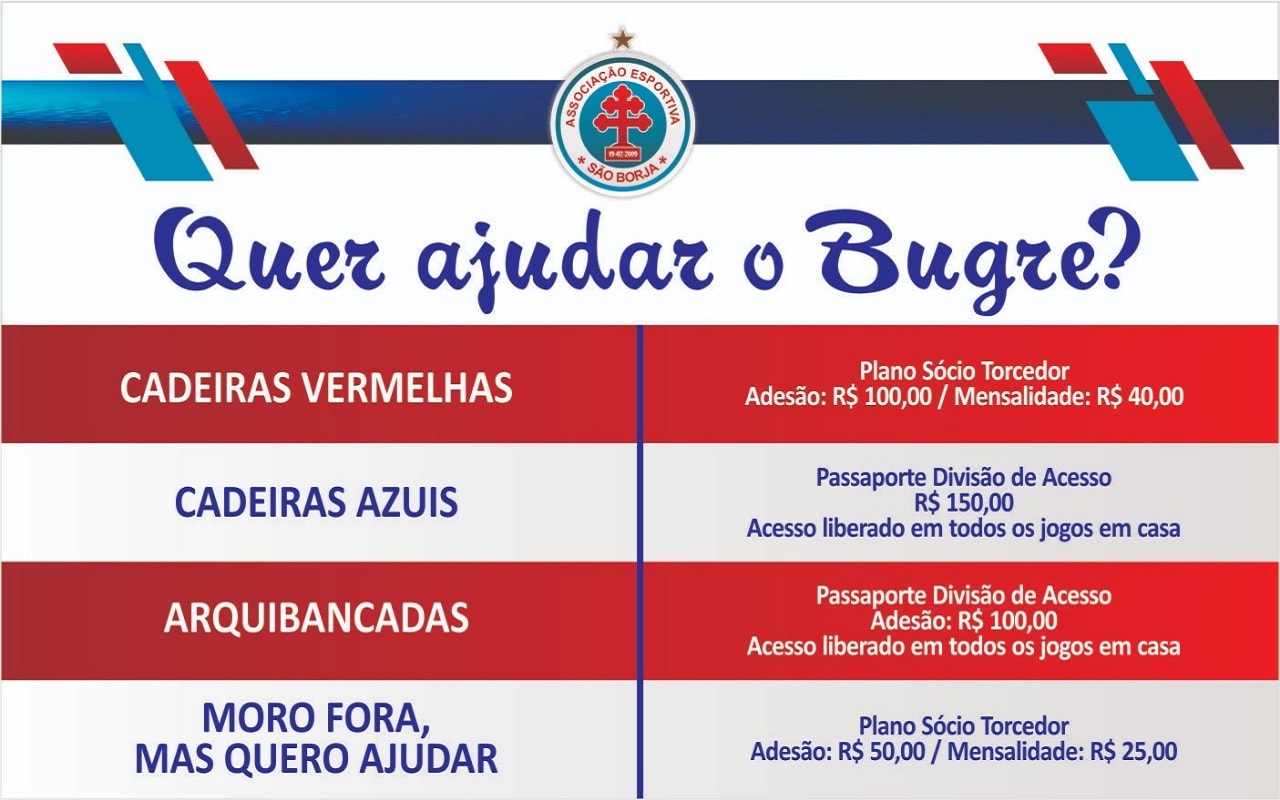 ASSOCIAÇÃO ESPORTIVA
19-02-2009
* SÃO BORJA *
Quer ajudar o Bugre?
CADEIRAS VERMELHAS
Plano Sócio Torcedor
Adesão: R$ 100,00 / Mensalidade: R$ 40,00
CADEIRAS AZUIS
Passaporte Divisão de Acesso
R$ 150,00
Acesso liberado em todos os jogos em casa
ARQUIBANCADAS
Passaporte Divisão de Acesso
Adesão: R$ 100,00
Acesso liberado em todos os jogos em casa
MORO FORA,
MAS QUERO AJUDAR
Plano Sócio Torcedor
Adesão: R$ 50,00 / Mensalidade: R$ 25,00